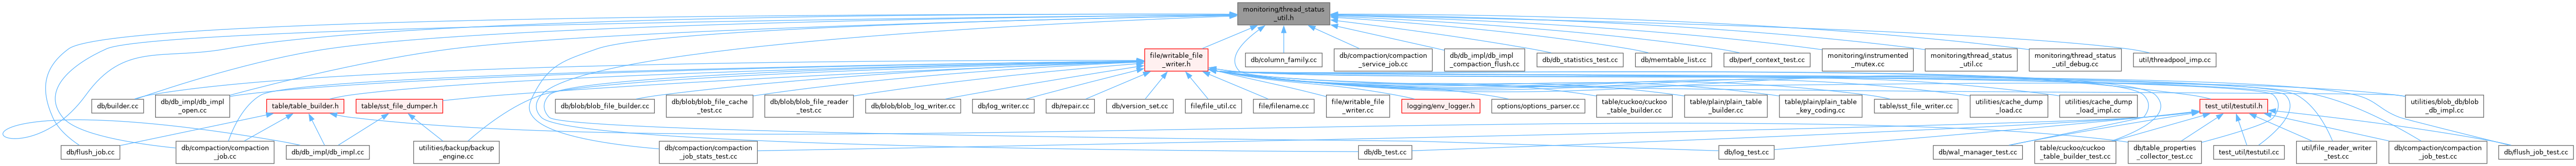 monitoring/thread_status
_util.h
file/writable_file
_writer.h
db/column_family.cc
db/compaction/compaction
_service_job.cc
db/db_impl/db_impl
_compaction_flush.cc
db/db_statistics_test.cc
db/memtable_list.cc
db/perf_context_test.cc
monitoring/instrumented
_mutex.cc
monitoring/thread_status
_util.cc
monitoring/thread_status
_util_debug.cc
util/threadpool_imp.cc
db/builder.cc
db/db_impl/db_impl
_open.cc
table/table_builder.h
table/sst_file_dumper.h
db/blob/blob_file_builder.cc
db/blob/blob_file_cache
_test.cc
db/blob/blob_file_reader
_test.cc
db/blob/blob_log_writer.cc
db/log_writer.cc
db/repair.cc
db/version_set.cc
file/file_util.cc
file/filename.cc
file/writable_file
_writer.cc
logging/env_logger.h
options/options_parser.cc
table/cuckoo/cuckoo
_table_builder.cc
table/plain/plain_table
_builder.cc
table/plain/plain_table
_key_coding.cc
table/sst_file_writer.cc
utilities/cache_dump
_load.cc
utilities/cache_dump
_load_impl.cc
test_util/testutil.h
utilities/blob_db/blob
_db_impl.cc
db/flush_job.cc
db/compaction/compaction
_job.cc
db/db_impl/db_impl.cc
utilities/backup/backup
_engine.cc
db/compaction/compaction
_job_stats_test.cc
db/db_test.cc
db/log_test.cc
db/wal_manager_test.cc
table/cuckoo/cuckoo
_table_builder_test.cc
db/table_properties
_collector_test.cc
test_util/testutil.cc
util/file_reader_writer
_test.cc
db/compaction/compaction
_job_test.cc
db/flush_job_test.cc